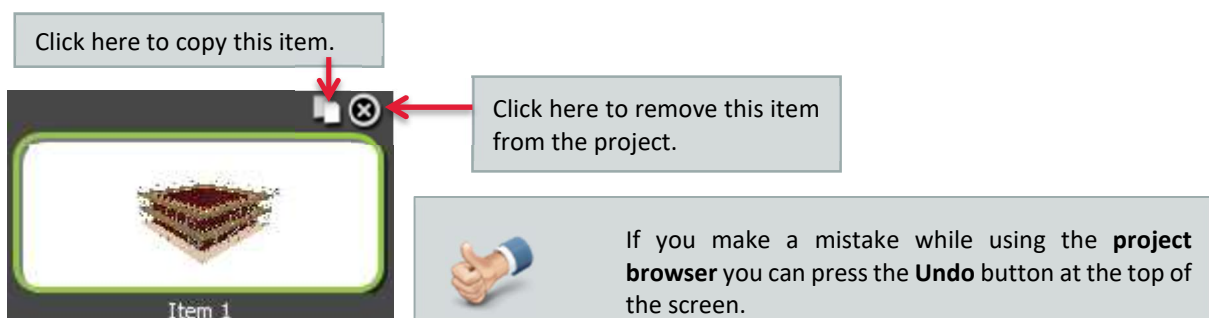 Click here to copy this item.
Click here to remove this item
from the project.
Item 1
If you make a mistake while using the project
browser you can press the Undo button at the top of
the screen.